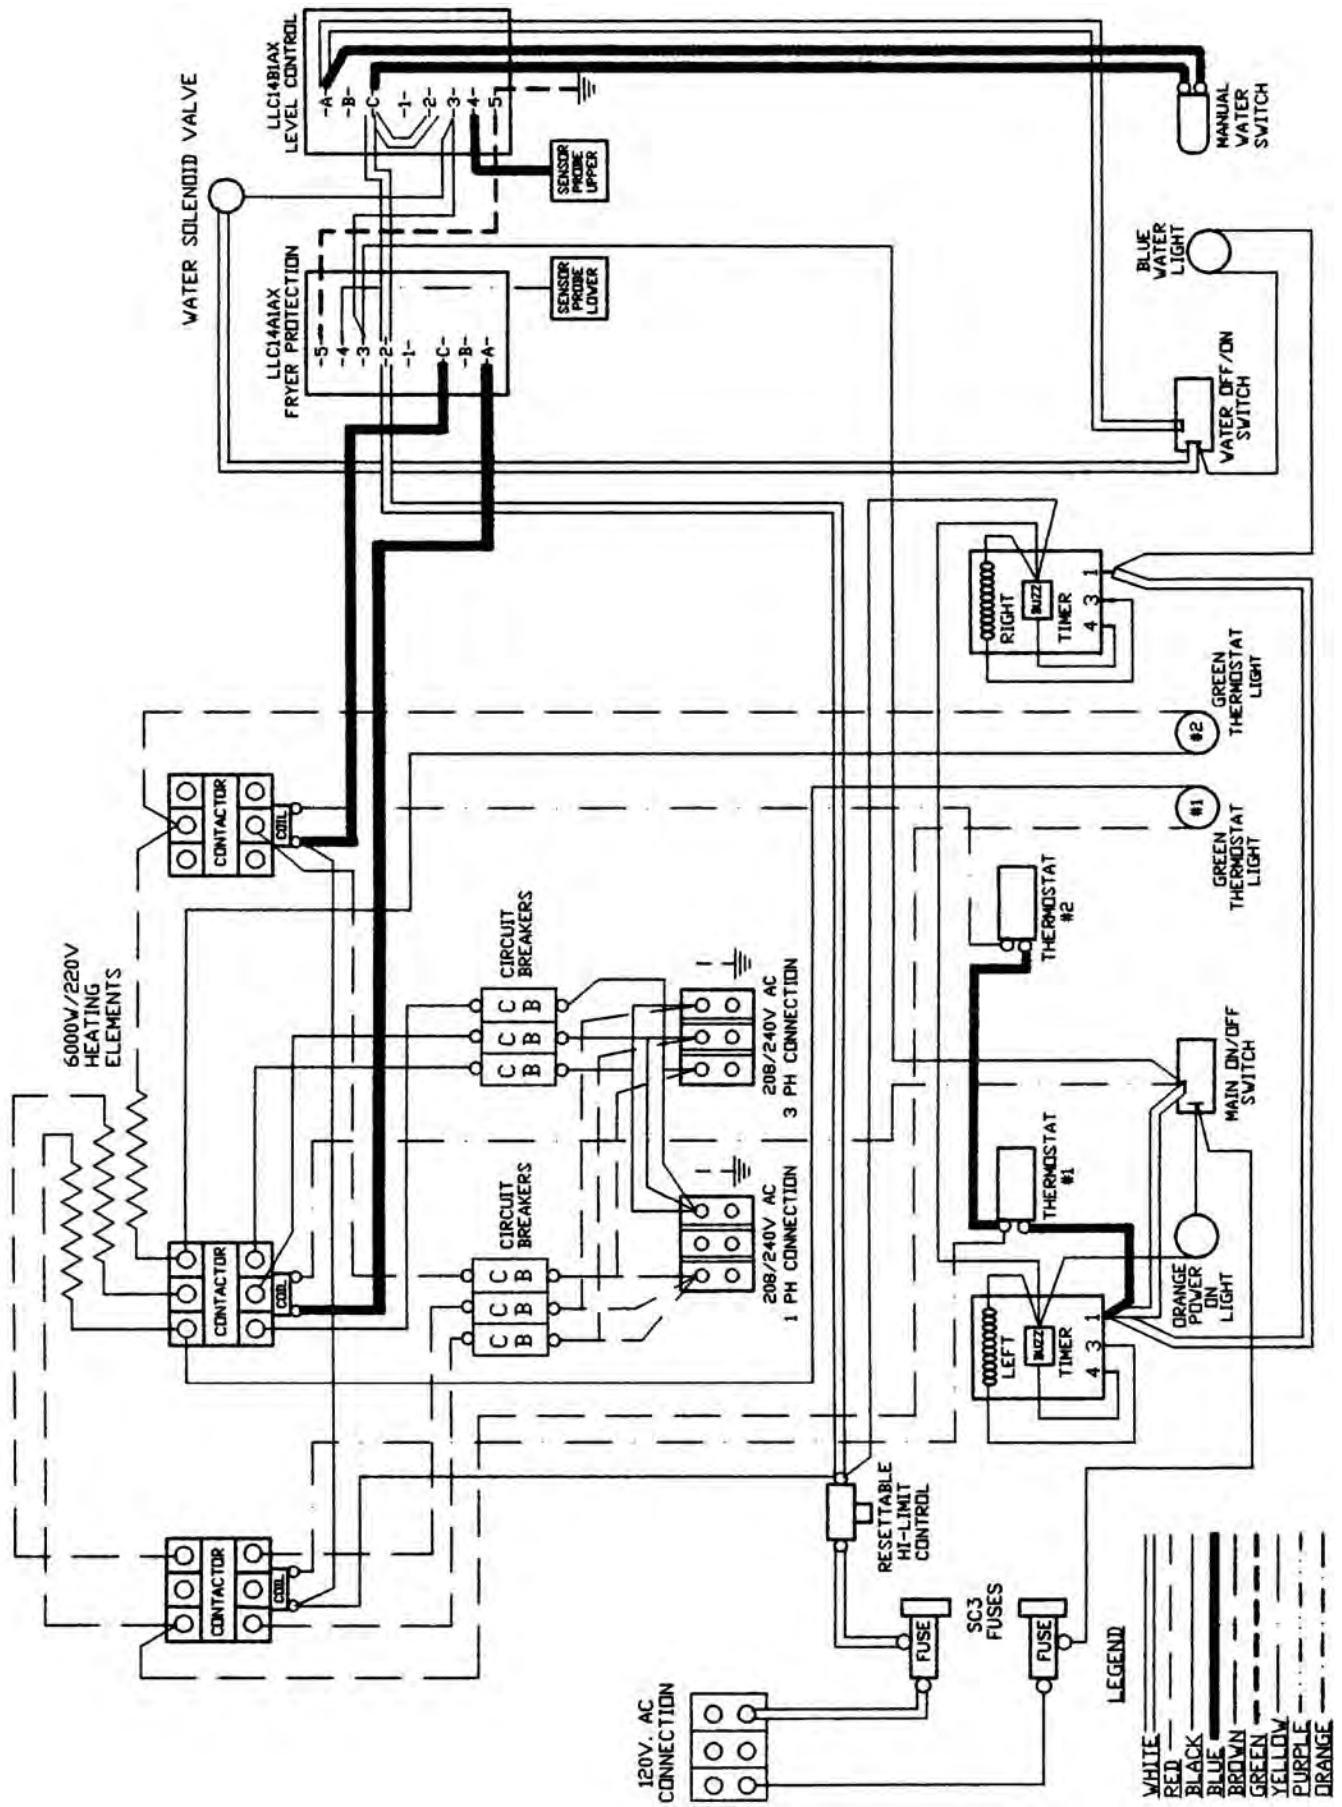 WATER SOLENOID VALVE
LLC14B1AX
LEVEL CONTROL
-A-
-B-
-C-
-1-
-2-
-3-
-4-
-5-
SENSOR
PROBE
UPPER
LLC14A1AX
FRYER PROTECTION
-5-
-4-
-3-
-2-
-1-
-C-
-B-
-A-
SENSOR
PROBE
LOWER
MANUAL
WATER
SWITCH
BLUE
WATER
LIGHT
WATER OFF/ON
SWITCH
RIGHT
BUZZ
TIMER
4 3 1
#2
GREEN
THERMOSTAT
LIGHT
#1
GREEN
THERMOSTAT
LIGHT
6000W/220V
HEATING
ELEMENTS
CONTACTOR
COIL
CONTACTOR
COIL
CONTACTOR
COIL
CIRCUIT
BREAKERS
C C C
B B B
CIRCUIT
BREAKERS
C C C
B B B
208/240V AC
3 PH CONNECTION
208/240V AC
1 PH CONNECTION
THERMOSTAT
#2
THERMOSTAT
#1
MAIN ON/OFF
SWITCH
ORANGE
POWER
ON
LIGHT
LEFT
BUZZ
TIMER
4 3 1
RESETTABLE
HI-LIMIT
CONTROL
SC3
FUSES
FUSE
FUSE
120V. AC
CONNECTION
LEGEND
WHITE
RED
BLACK
BLUE
BROWN
GREEN
YELLOW
PURPLE
ORANGE